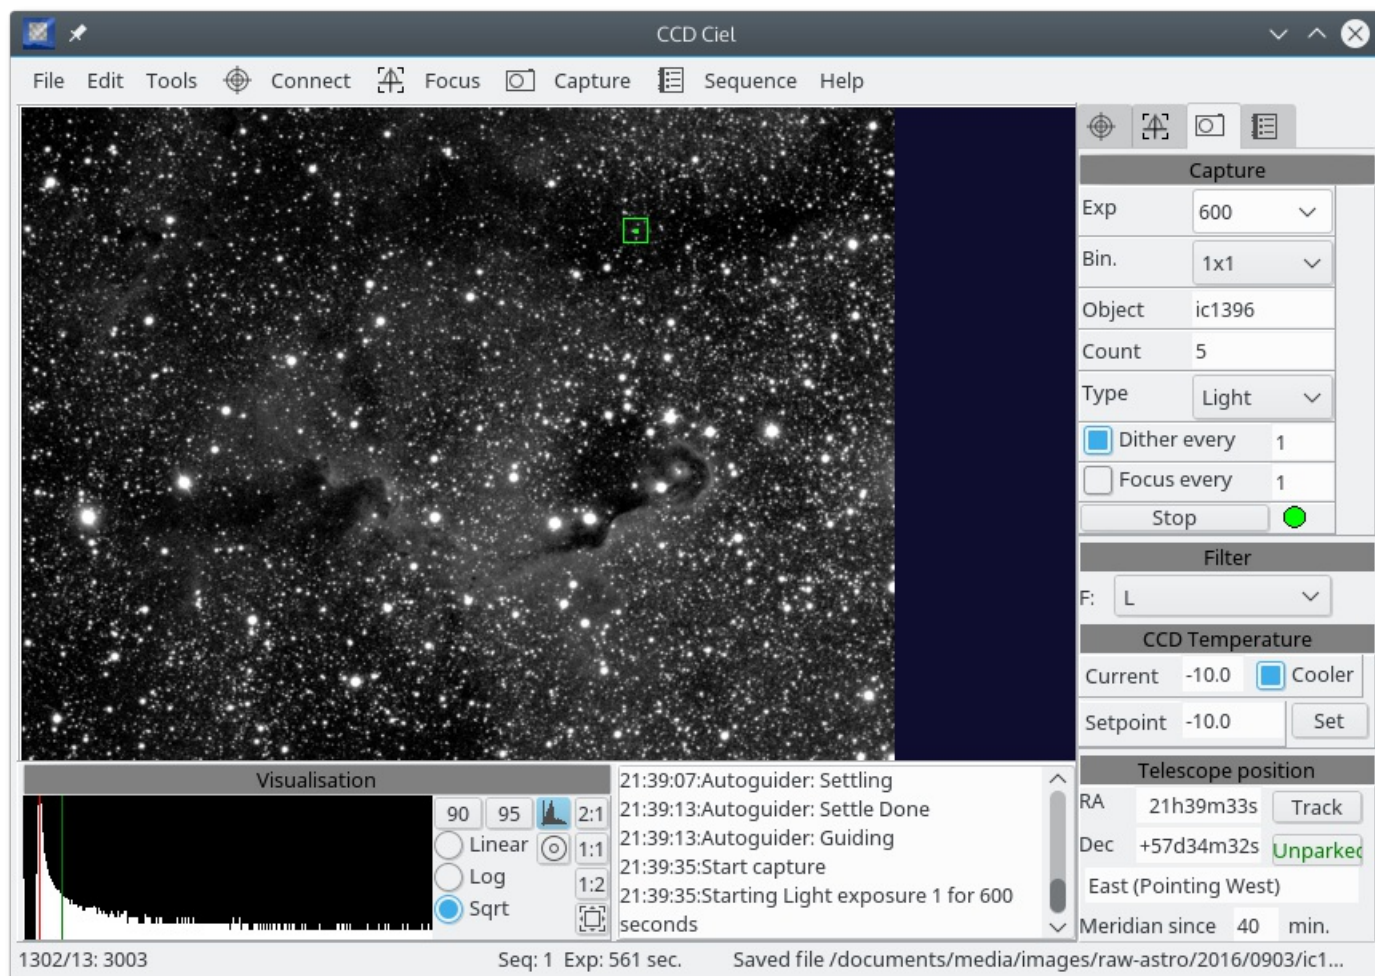 CCD Ciel
File Edit Tools Connect Focus Capture Sequence Help
Capture
Exp 600
Bin. 1x1
Object ic1396
Count 5
Type Light
Dither every 1
Focus every 1
Stop
Filter
F: L
CCD Temperature
Current -10.0 Cooler
Setpoint -10.0 Set
Telescope position
RA 21h39m33s Track
Dec +57d34m32s Unparked
East (Pointing West)
Meridian since 40 min.
Visualisation
90 95 2:1
Linear 1:1
Log 1:2
Sqrt
21:39:07:Autoguider: Settling
21:39:13:Autoguider: Settle Done
21:39:13:Autoguider: Guiding
21:39:35:Start capture
21:39:35:Starting Light exposure 1 for 600
seconds
1302/13: 3003 Seq: 1 Exp: 561 sec. Saved file /documents/media/images/raw-astro/2016/0903/ic1...